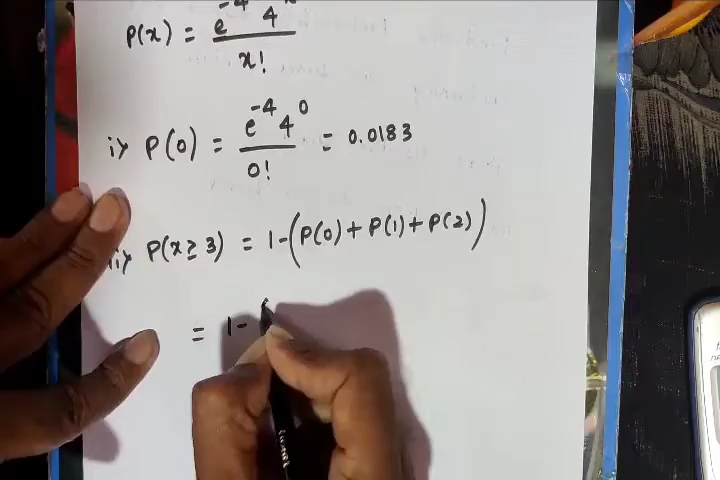 P(x) = e^-4 4^x / x!
i) P(0) = e^-4 4^0 / 0! = 0.0183
ii) P(x ≥ 3) = 1-(P(0) + P(1) + P(2))
= 1-